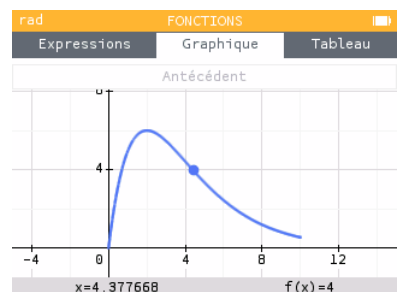 rad FONCTIONS
Expressions Graphique Tableau
Antécédent
4
-4 0 4 8 12
x=4.377668 f(x)=4